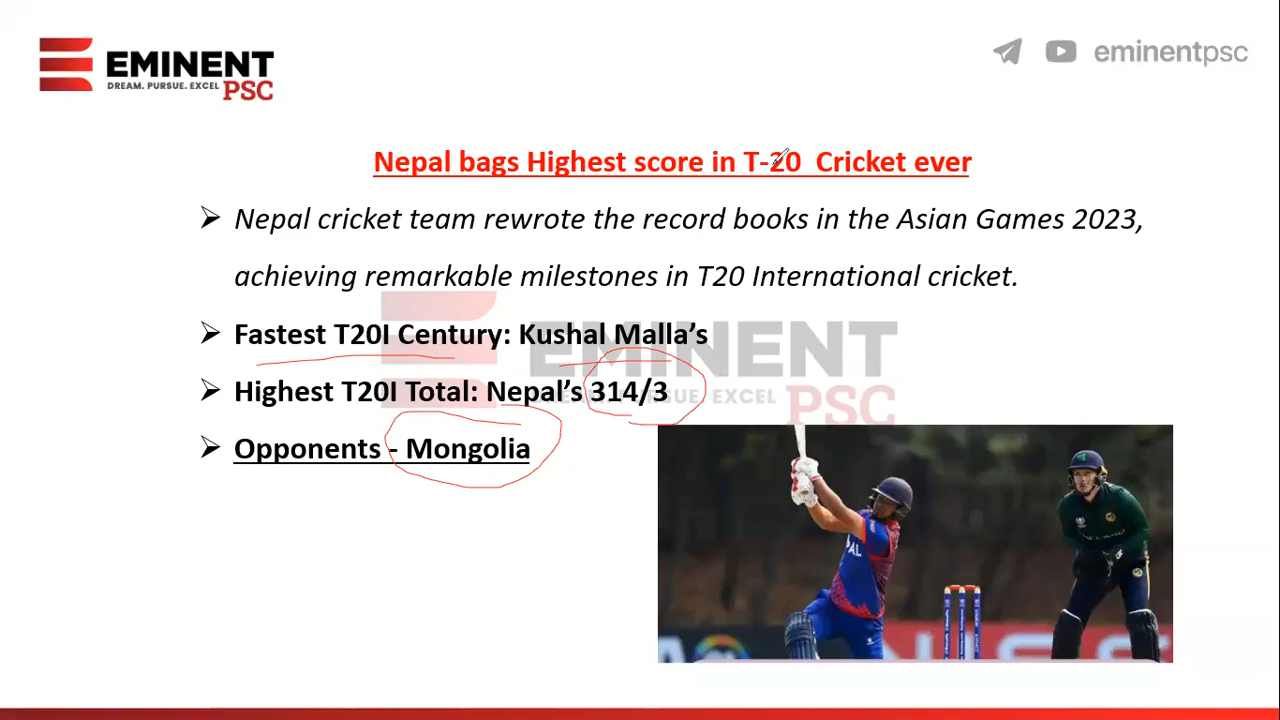 EMINENT
DREAM. PURSUE. EXCEL
PSC
eminentpsc
Nepal bags Highest score in T-20 Cricket ever
Nepal cricket team rewrote the record books in the Asian Games 2023,
achieving remarkable milestones in T20 International cricket.
Fastest T20I Century: Kushal Malla’s
Highest T20I Total: Nepal’s 314/3
Opponents - Mongolia
EMINENT
PSC